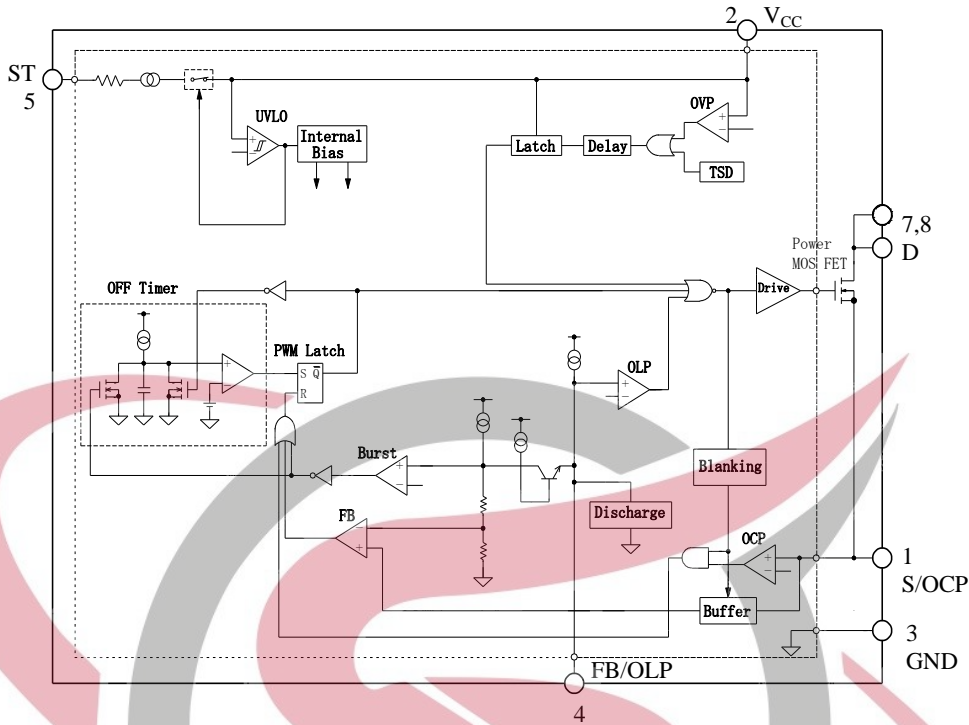 2 VCC
ST
5
OVP
UVLO
Internal
Bias
Latch
Delay
TSD
7,8
D
Power
MOS FET
OFF Timer
Drive
PWM Latch
S Q̅
R
OLP
Burst
Blanking
FB
Discharge
OCP
1
S/OCP
Buffer
3
GND
FB/OLP
4
+
−
+
−
+
−
+
−
+
−
−
+
+
−